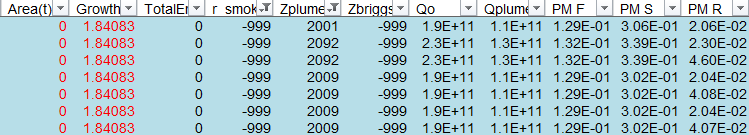 Area(t) Growth TotalEr r_smok Zplume Zbriggs Qo Qplume PM F PM S PM R
0 1.84083 0 -999 2001 -999 1.9E+11 1.1E+11 1.29E-01 3.06E-01 2.06E-02
0 1.84083 0 -999 2092 -999 2.3E+11 1.3E+11 1.32E-01 3.39E-01 2.30E-02
0 1.84083 0 -999 2092 -999 2.3E+11 1.3E+11 1.32E-01 3.39E-01 4.60E-02
0 1.84083 0 -999 2009 -999 1.9E+11 1.1E+11 1.29E-01 3.02E-01 2.04E-02
0 1.84083 0 -999 2009 -999 1.9E+11 1.1E+11 1.29E-01 3.02E-01 4.08E-02
0 1.84083 0 -999 2009 -999 1.9E+11 1.1E+11 1.29E-01 3.02E-01 2.04E-02
0 1.84083 0 -999 2009 -999 1.9E+11 1.1E+11 1.29E-01 3.02E-01 4.07E-02